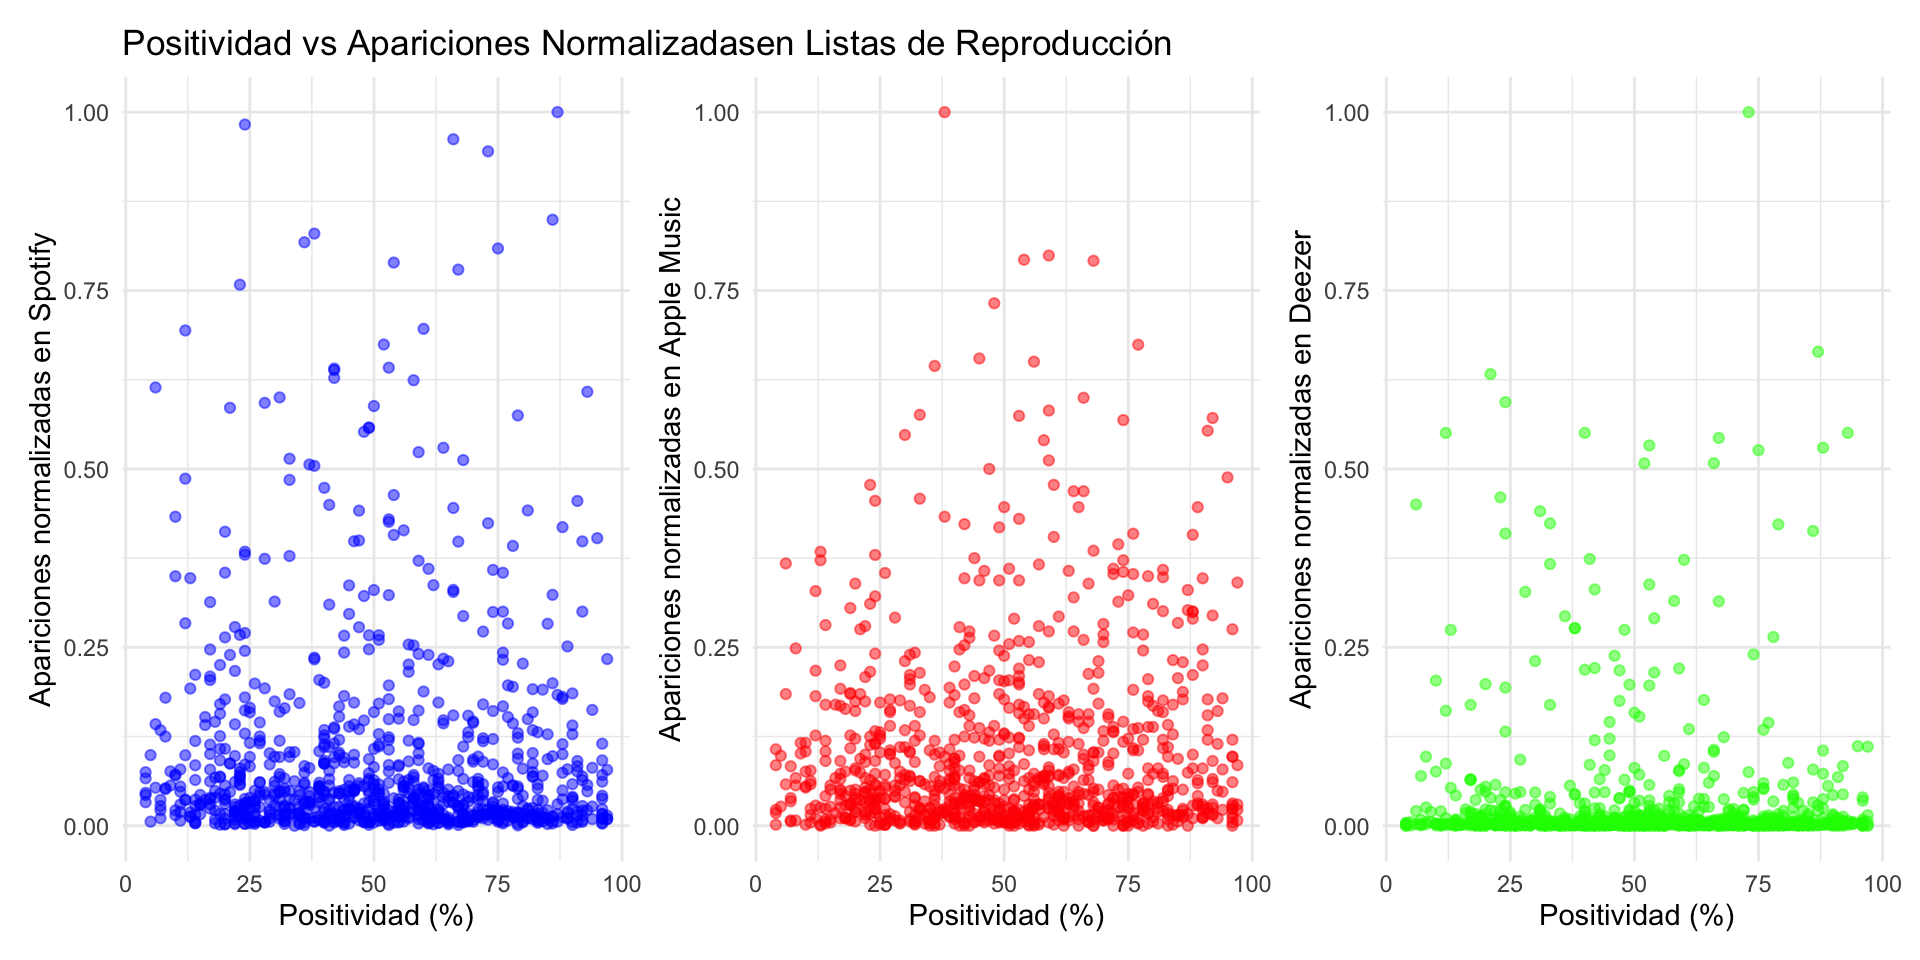 Positividad vs Apariciones Normalizadasen Listas de Reproducción
Apariciones normalizadas en Spotify
1.00
0.75
0.50
0.25
0.00
0 25 50 75 100
Positividad (%)
Apariciones normalizadas en Apple Music
1.00
0.75
0.50
0.25
0.00
0 25 50 75 100
Positividad (%)
Apariciones normalizadas en Deezer
1.00
0.75
0.50
0.25
0.00
0 25 50 75 100
Positividad (%)